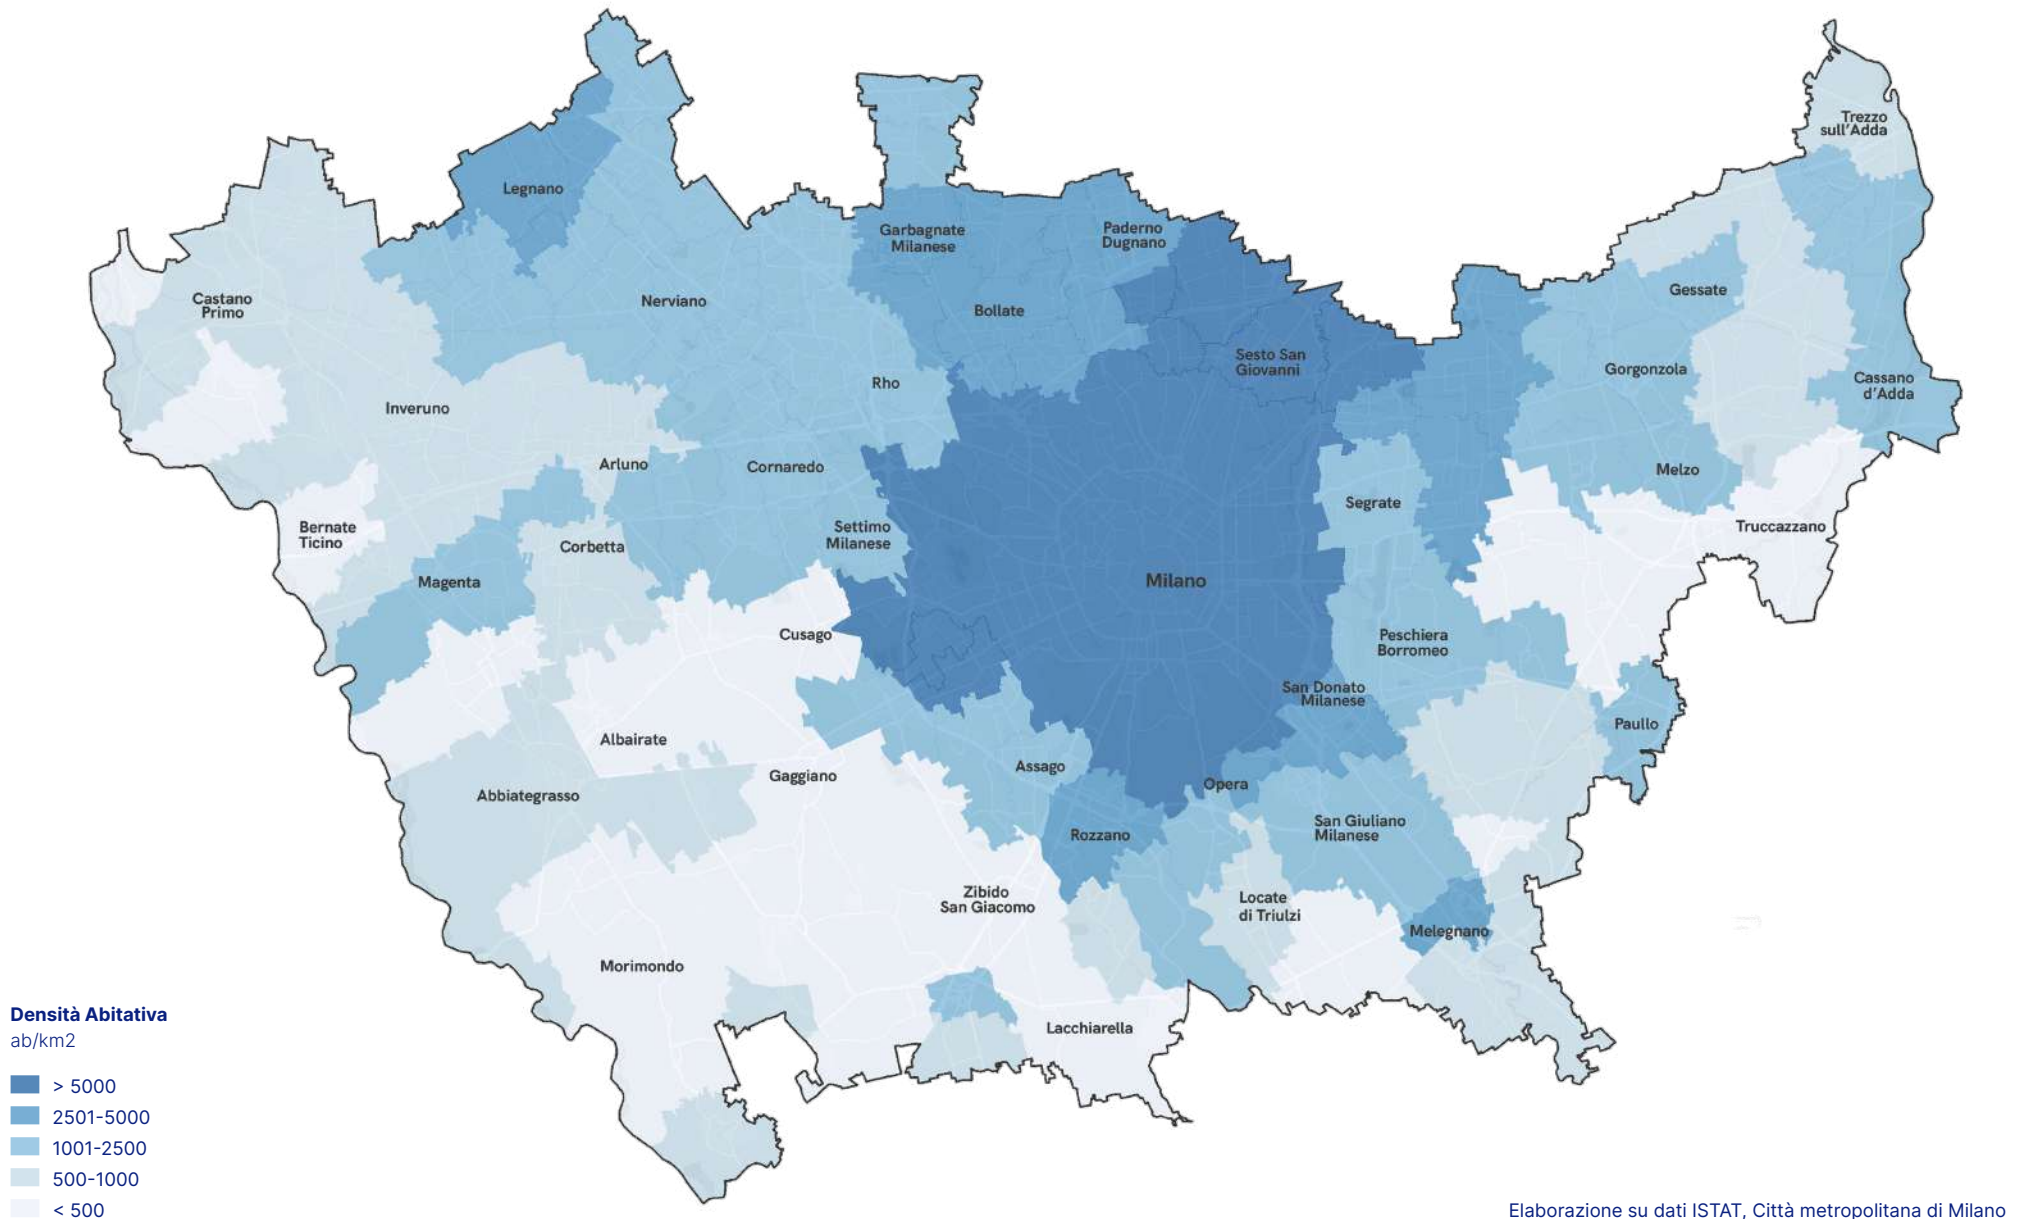 Trezzo
sull'Adda
Legnano
Garbagnate
Milanese
Paderno
Dugnano
Castano
Primo
Nerviano
Bollate
Gessate
Sesto San
Giovanni
Rho
Gorgonzola
Cassano
d'Adda
Inveruno
Arluno
Cornaredo
Melzo
Segrate
Bernate
Ticino
Settimo
Milanese
Truccazzano
Corbetta
Magenta
Milano
Cusago
Peschiera
Borromeo
San Donato
Milanese
Paullo
Albairate
Assago
Gaggiano
Opera
Abbiategrasso
San Giuliano
Milanese
Rozzano
Zibido
San Giacomo
Locate
di Triulzi
Melegnano
Morimondo
Lacchiarella
Densità Abitativa
ab/km2
> 5000
2501-5000
1001-2500
500-1000
< 500
Elaborazione su dati ISTAT, Città metropolitana di Milano